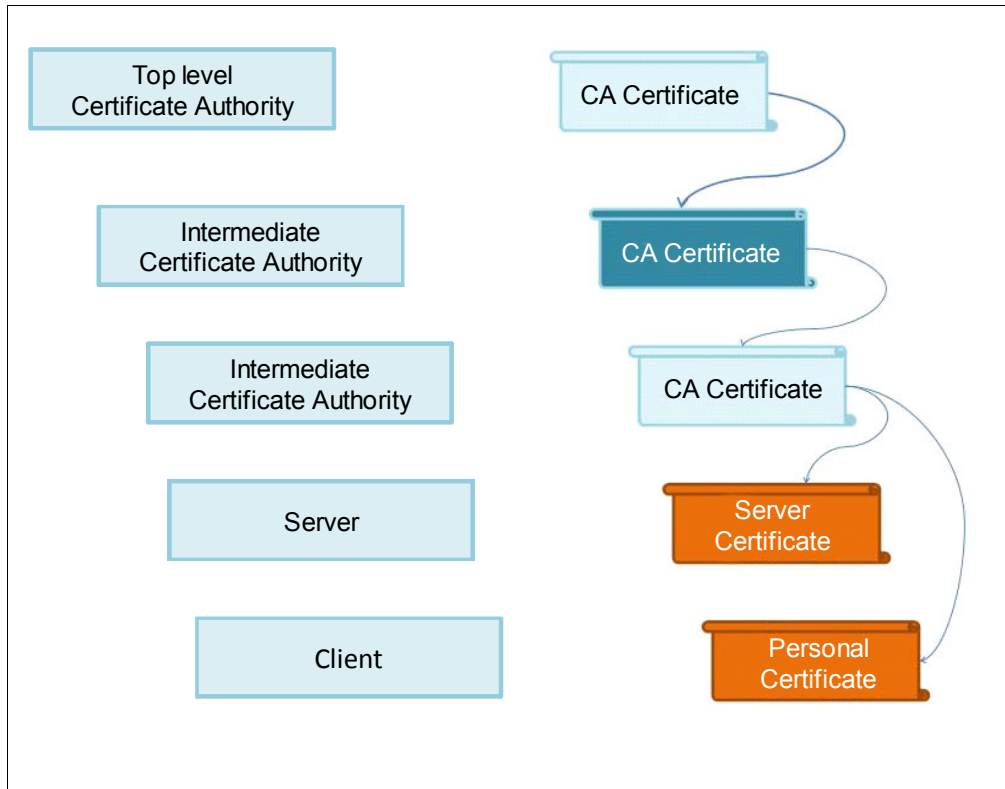 Top level
Certificate Authority
CA Certificate
Intermediate
Certificate Authority
CA Certificate
Intermediate
Certificate Authority
CA Certificate
Server
Server
Certificate
Client
Personal
Certificate